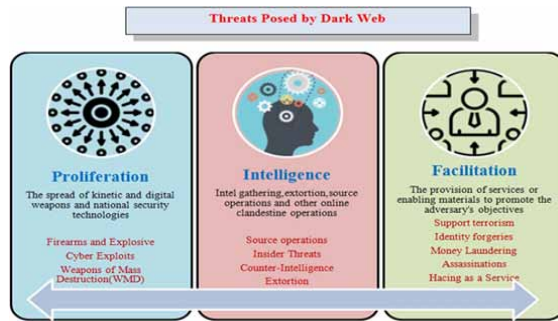 Threats Posed by Dark Web
Proliferation
The spread of kinetic and digital
weapons and national security
technologies
Firearms and Explosive
Cyber Exploits
Weapons of Mass
Destruction(WMD)
Intelligence
Intel gathering,extortion,source
operations and other online
clandestine operations
Source operations
Insider Threats
Counter-Intelligence
Extortion
Facilitation
The provision of services or
enabling materials to promote the
adversary's objectives
Support terrorism
Identity forgeries
Money Laundering
Assassinations
Hacing as a Service